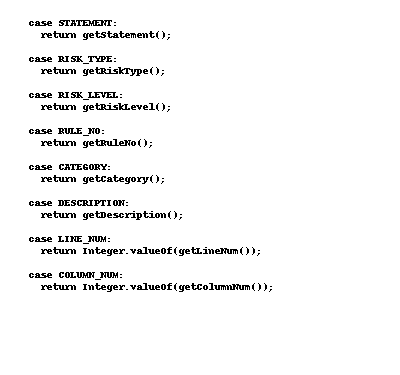 case STATEMENT:
return getStatement();
case RISK_TYPE:
return getRiskType();
case RISK_LEVEL:
return getRiskLevel();
case RULE_NO:
return getRuleNo();
case CATEGORY:
return getCategory();
case DESCRIPTION:
return getDescription();
case LINE_NUM:
return Integer.valueOf(getLineNum());
case COLUMN_NUM:
return Integer.valueOf(getColumnNum());